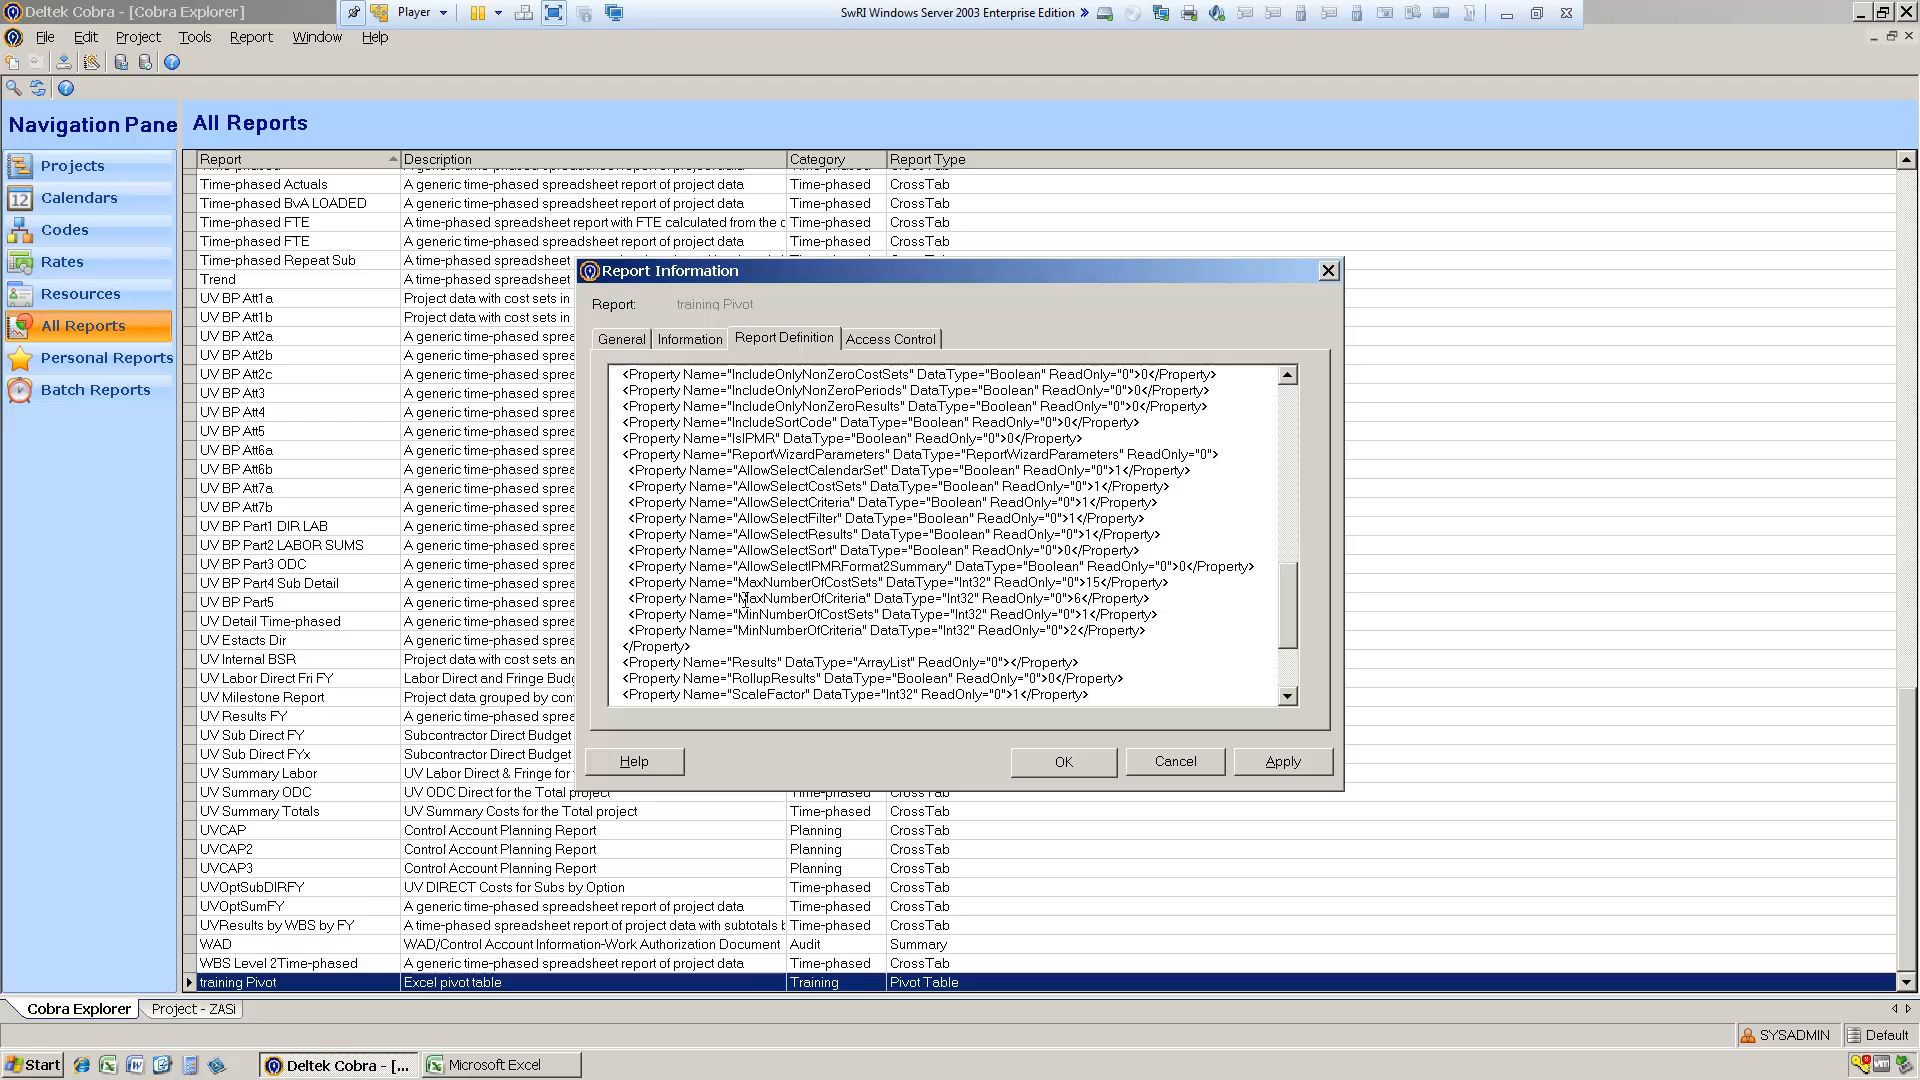 Deltek Cobra - [Cobra Explorer]
Player
SwRI Windows Server 2003 Enterprise Edition
File Edit Project Tools Report Window Help
Navigation Pane
All Reports
Projects
Calendars
Codes
Rates
Resources
All Reports
Personal Reports
Batch Reports
Report Description Category Report Type
Time-phased Actuals A generic time-phased spreadsheet report of project data Time-phased CrossTab
Time-phased BvA LOADED A generic time-phased spreadsheet report of project data Time-phased CrossTab
Time-phased FTE A time-phased spreadsheet report with FTE calculated from the c Time-phased CrossTab
Time-phased FTE A generic time-phased spreadsheet report of project data Time-phased CrossTab
Time-phased Repeat Sub A time-phased spreadsheet
Trend A time-phased spreadsheet
UV BP Att1a Project data with cost sets in
UV BP Att1b Project data with cost sets in
UV BP Att2a A generic time-phased spre
UV BP Att2b A generic time-phased spre
UV BP Att2c A generic time-phased spre
UV BP Att3 A generic time-phased spre
UV BP Att4 A generic time-phased spre
UV BP Att5 A generic time-phased spre
UV BP Att6a A generic time-phased spre
UV BP Att6b A generic time-phased spre
UV BP Att7a A generic time-phased spre
UV BP Att7b A generic time-phased spre
UV BP Part1 DIR LAB A generic time-phased spre
UV BP Part2 LABOR SUMS A generic time-phased spre
UV BP Part3 ODC A generic time-phased spre
UV BP Part4 Sub Detail A generic time-phased spre
UV BP Part5 A generic time-phased spre
UV Detail Time-phased A generic time-phased spre
UV Estacts Dir A generic time-phased spre
UV Internal BSR Project data with cost sets an
UV Labor Direct Fri FY Labor Direct and Fringe Budg
UV Milestone Report Project data grouped by con
UV Results FY A generic time-phased spre
UV Sub Direct FY Subcontractor Direct Budget
UV Sub Direct FYx Subcontractor Direct Budget
UV Summary Labor UV Labor Direct & Fringe for
UV Summary ODC UV ODC Direct for the Total project Time-phased CrossTab
UV Summary Totals UV Summary Costs for the Total project Time-phased CrossTab
UVCAP Control Account Planning Report Planning CrossTab
UVCAP2 Control Account Planning Report Planning CrossTab
UVCAP3 Control Account Planning Report Planning CrossTab
UVOptSubDIRFY UV DIRECT Costs for Subs by Option Time-phased CrossTab
UVOptSumFY A generic time-phased spreadsheet report of project data Time-phased CrossTab
UVResults by WBS by FY A time-phased spreadsheet report of project data with subtotals b Time-phased CrossTab
WAD WAD/Control Account Information-Work Authorization Document Audit Summary
WBS Level 2Time-phased A generic time-phased spreadsheet report of project data Time-phased CrossTab
training Pivot Excel pivot table Training Pivot Table
Report Information
Report: training Pivot
General Information Report Definition Access Control
<Property Name="IncludeOnlyNonZeroCostSets" DataType="Boolean" ReadOnly="0">0</Property>
<Property Name="IncludeOnlyNonZeroPeriods" DataType="Boolean" ReadOnly="0">0</Property>
<Property Name="IncludeOnlyNonZeroResults" DataType="Boolean" ReadOnly="0">0</Property>
<Property Name="IncludeSortCode" DataType="Boolean" ReadOnly="0">0</Property>
<Property Name="IsIPMR" DataType="Boolean" ReadOnly="0">0</Property>
<Property Name="ReportWizardParameters" DataType="ReportWizardParameters" ReadOnly="0">
<Property Name="AllowSelectCalendarSet" DataType="Boolean" ReadOnly="0">1</Property>
<Property Name="AllowSelectCostSets" DataType="Boolean" ReadOnly="0">1</Property>
<Property Name="AllowSelectCriteria" DataType="Boolean" ReadOnly="0">1</Property>
<Property Name="AllowSelectFilter" DataType="Boolean" ReadOnly="0">1</Property>
<Property Name="AllowSelectResults" DataType="Boolean" ReadOnly="0">1</Property>
<Property Name="AllowSelectSort" DataType="Boolean" ReadOnly="0">0</Property>
<Property Name="AllowSelectIPMRFormat2Summary" DataType="Boolean" ReadOnly="0">0</Property>
<Property Name="MaxNumberOfCostSets" DataType="Int32" ReadOnly="0">15</Property>
<Property Name="MaxNumberOfCriteria" DataType="Int32" ReadOnly="0">6</Property>
<Property Name="MinNumberOfCostSets" DataType="Int32" ReadOnly="0">1</Property>
<Property Name="MinNumberOfCriteria" DataType="Int32" ReadOnly="0">2</Property>
</Property>
<Property Name="Results" DataType="ArrayList" ReadOnly="0"></Property>
<Property Name="RollupResults" DataType="Boolean" ReadOnly="0">0</Property>
<Property Name="ScaleFactor" DataType="Int32" ReadOnly="0">1</Property>
Help OK Cancel Apply
Cobra Explorer Project - ZASi
SYSADMIN Default
Start Deltek Cobra - [... Microsoft Excel